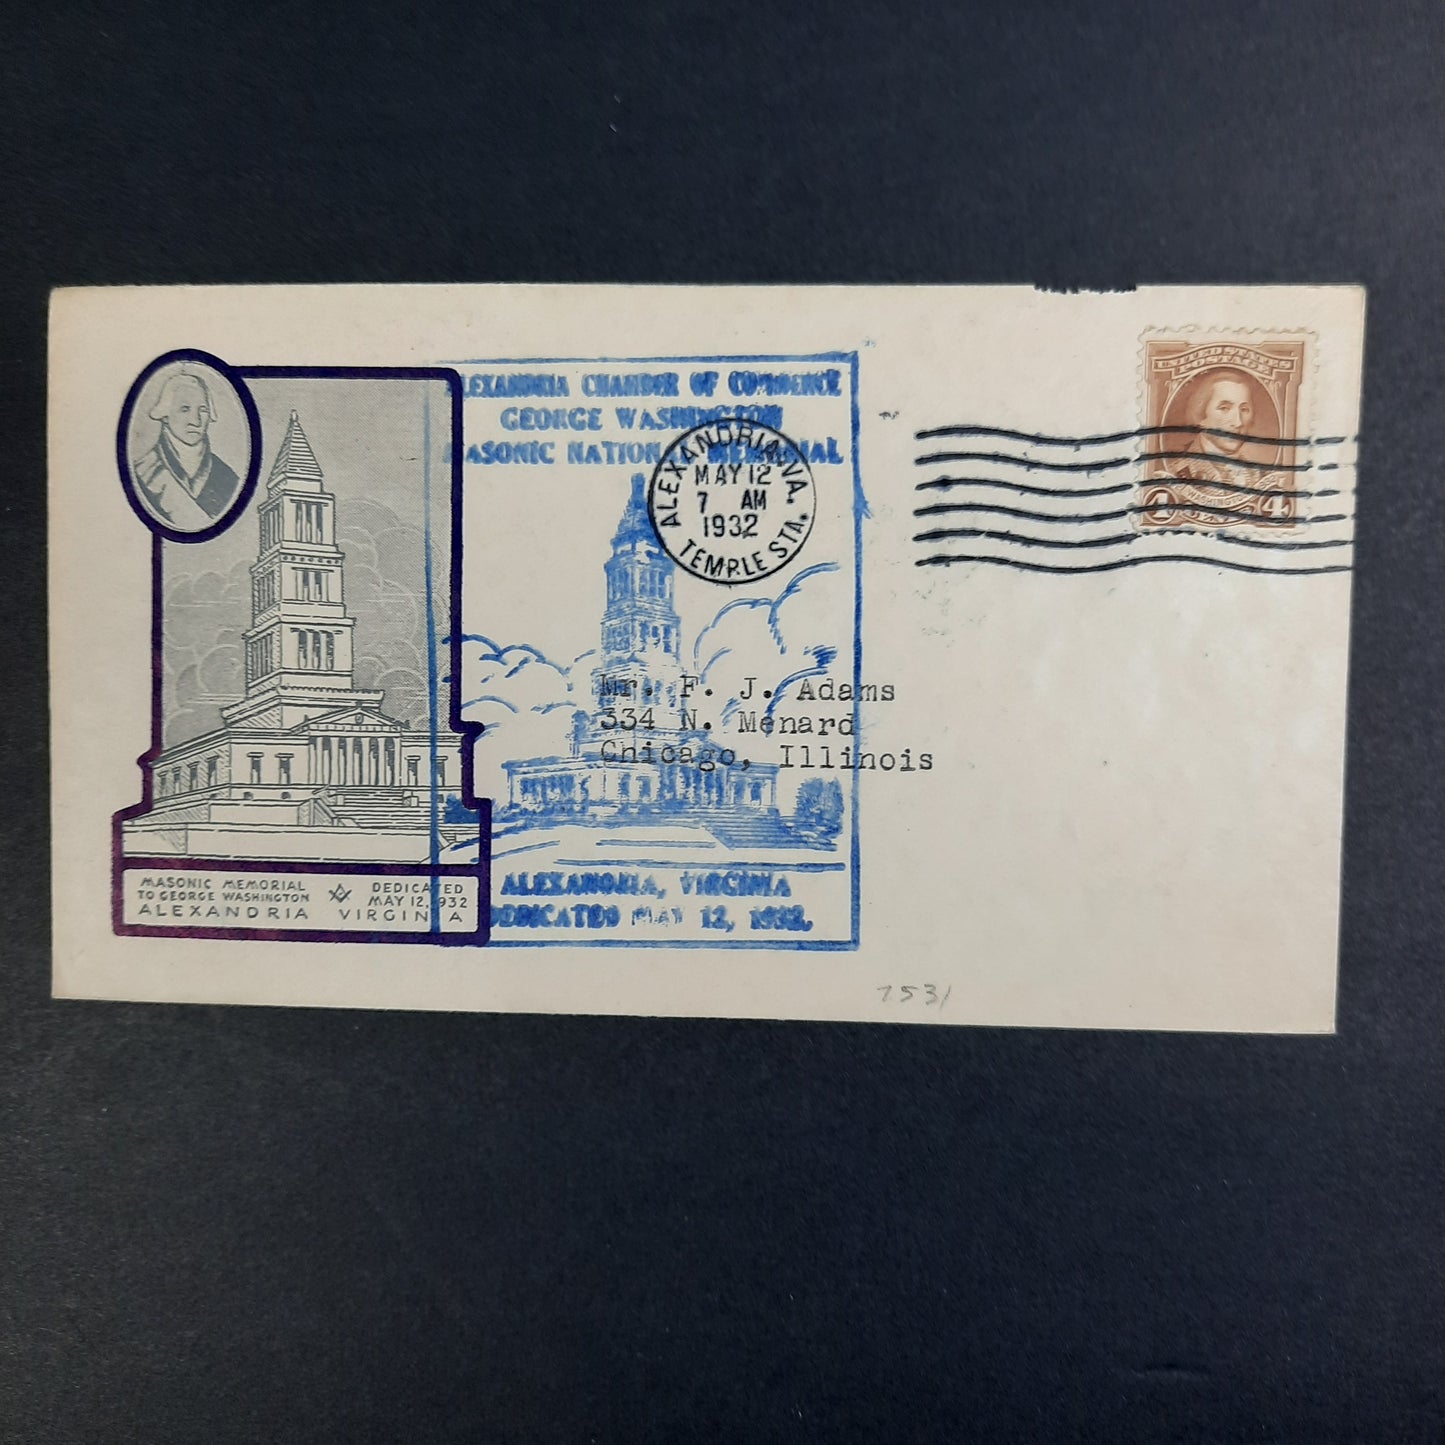 ALEXANDRIA CHAMBER OF COMMERCE
GEORGE WASHINGTON
MASONIC NATIONAL MEMORIAL
ALEXANDRIA, VA.
MAY 12
7 AM
1932
TEMPLE STA.
UNITED STATES
POSTAGE
WASHINGTON
4 CENTS 4
Mr. F. J. Adams
334 N. Menard
Chicago, Illinois
MASONIC MEMORIAL
TO GEORGE WASHINGTON
ALEXANDRIA
DEDICATED
MAY 12, 1932
VIRGINIA
ALEXANDRIA, VIRGINIA
DEDICATED MAY 12, 1932.
7531